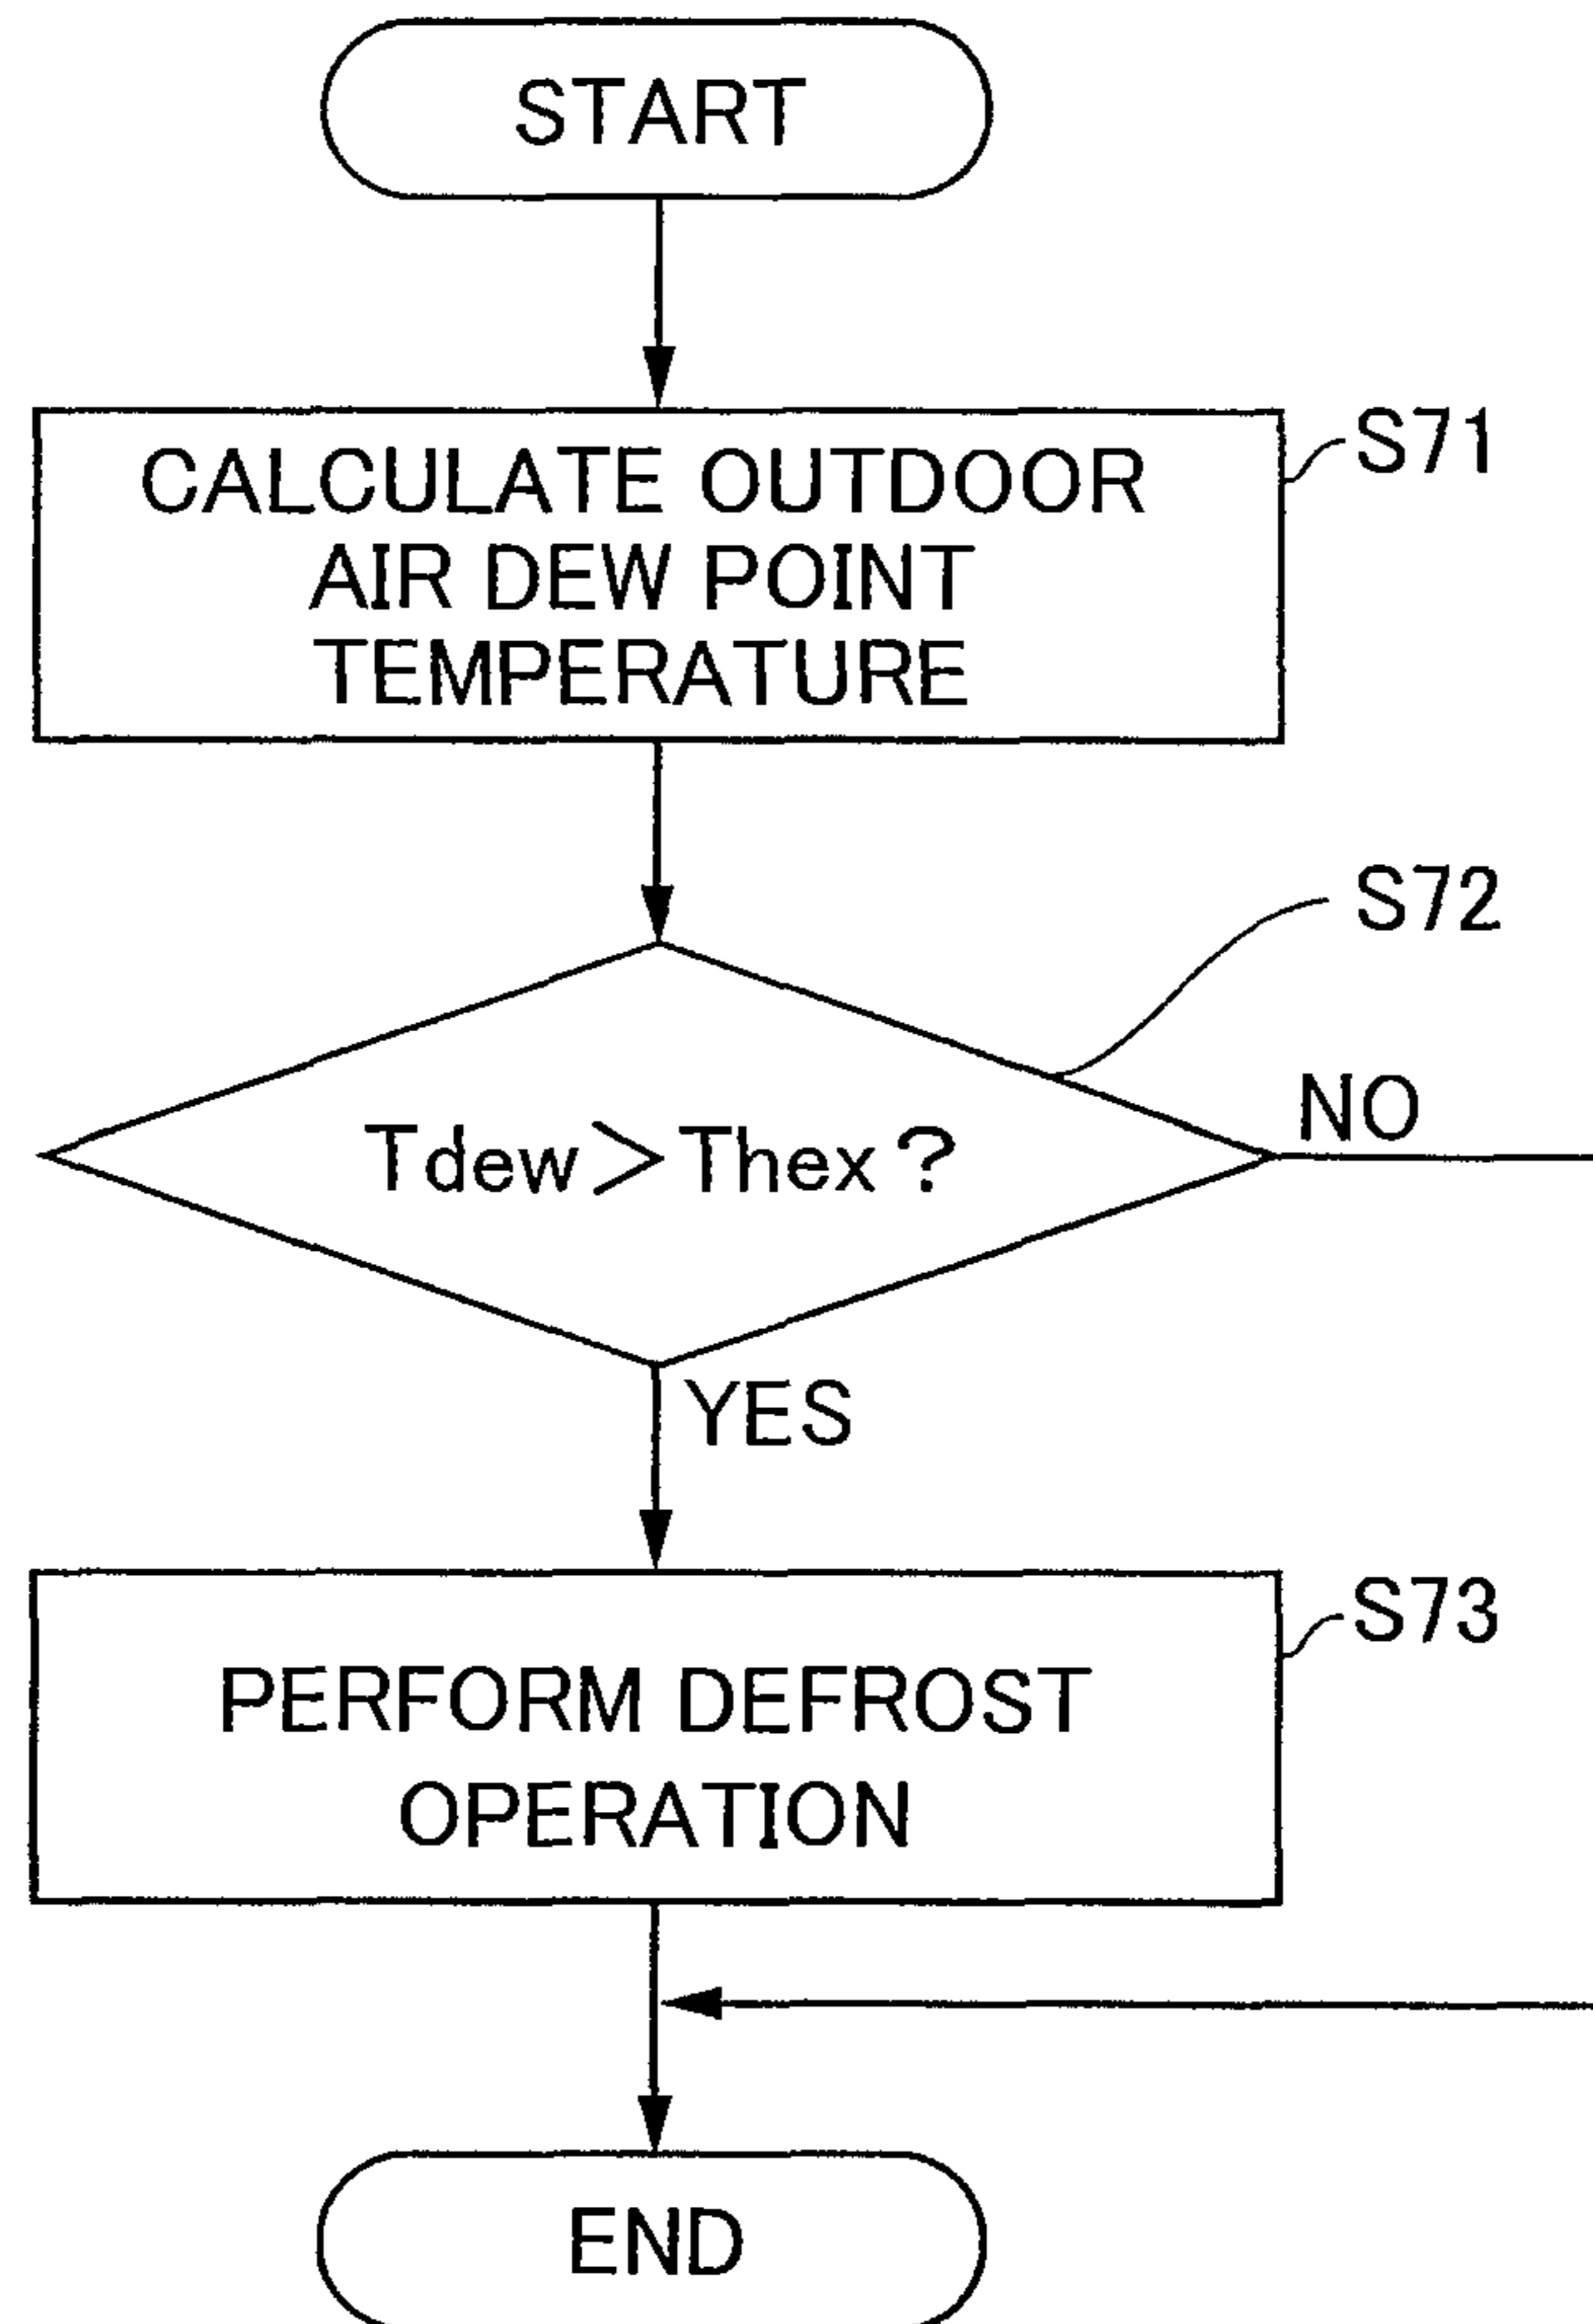 START
S71
CALCULATE OUTDOOR
AIR DEW POINT
TEMPERATURE
S72
NO
Tdew＞Thex？
YES
S73
PERFORM DEFROST
OPERATION
END